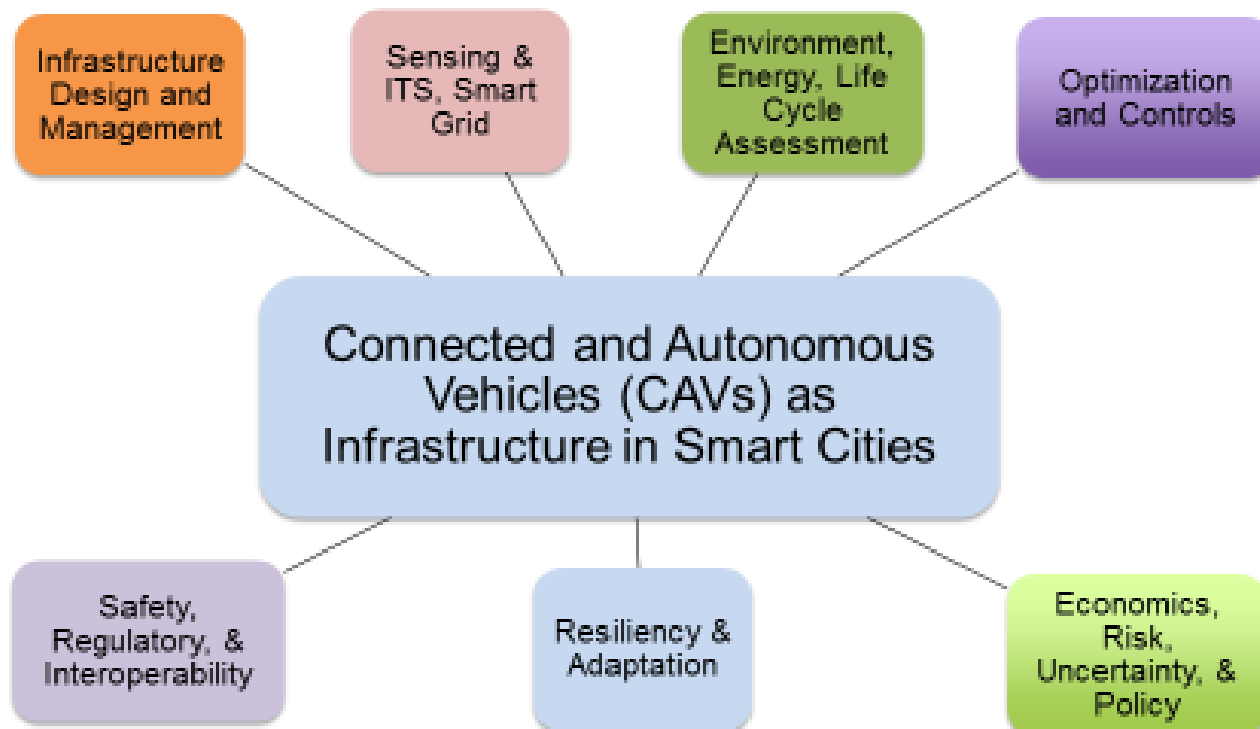 Infrastructure
Design and
Management
Sensing &
ITS, Smart
Grid
Environment,
Energy, Life
Cycle
Assessment
Optimization
and Controls
Connected and Autonomous
Vehicles (CAVs) as
Infrastructure in Smart Cities
Safety,
Regulatory, &
Interoperability
Resiliency &
Adaptation
Economics,
Risk,
Uncertainty, &
Policy